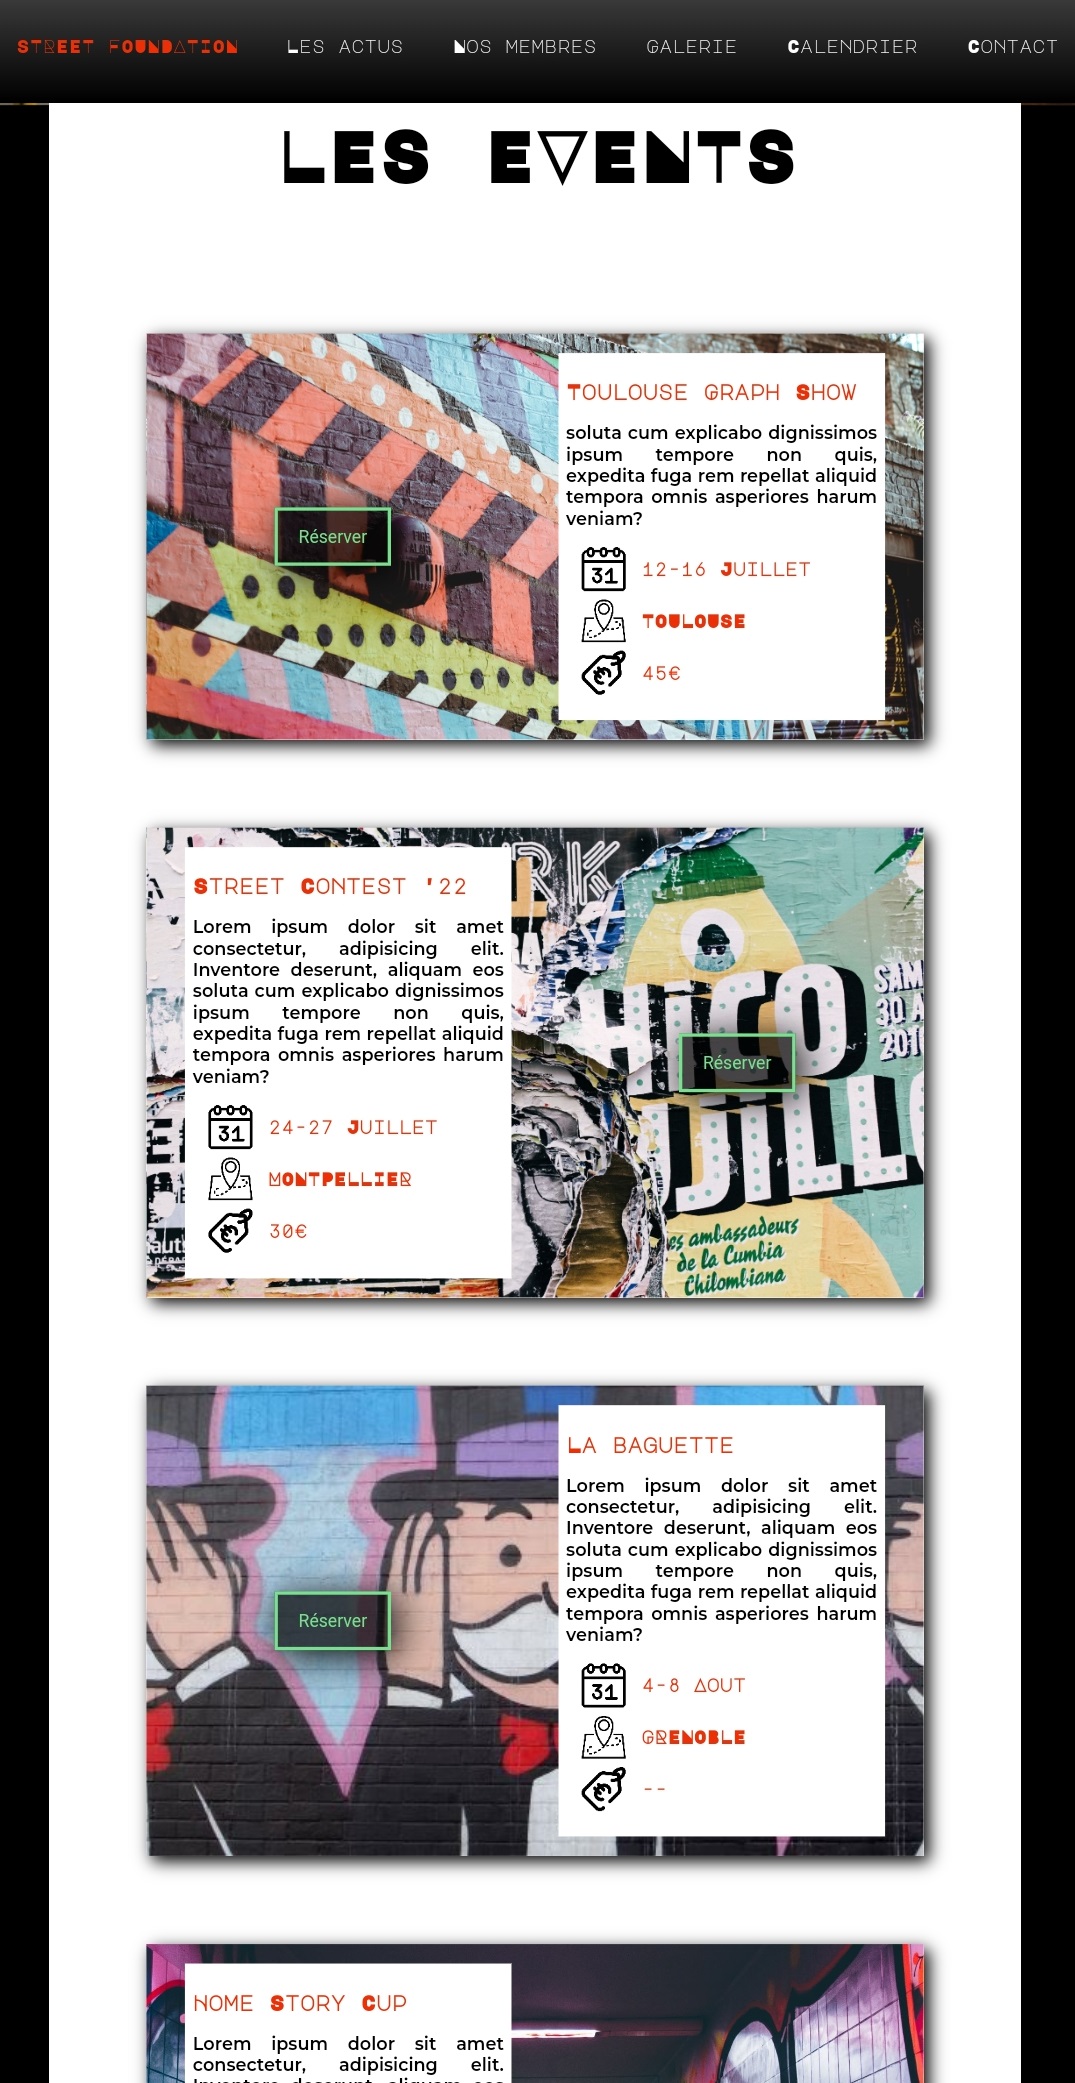 STREET FOUNDATION LES ACTUS NOS MEMBRES GALERIE CALENDRIER CONTACT
LES EVENTS
TOULOUSE GRAPH SHOW
soluta cum explicabo dignissimos
ipsum tempore non quis,
expedita fuga rem repellat aliquid
tempora omnis asperiores harum
veniam?
Réserver
31 12-16 JUILLET
TOULOUSE
45€
STREET CONTEST '22
Lorem ipsum dolor sit amet
consectetur, adipisicing elit.
Inventore deserunt, aliquam eos
soluta cum explicabo dignissimos
ipsum tempore non quis,
expedita fuga rem repellat aliquid
tempora omnis asperiores harum
veniam?
31 24-27 JUILLET
MONTPELLIER
30€
RK
HiCO
SAM
30 A
2016
Réserver
es ambassadeurs
de la Cumbia
Chilombiana
LA BAGUETTE
Lorem ipsum dolor sit amet
consectetur, adipisicing elit.
Inventore deserunt, aliquam eos
soluta cum explicabo dignissimos
ipsum tempore non quis,
expedita fuga rem repellat aliquid
tempora omnis asperiores harum
veniam?
Réserver
31 4-8 AOUT
GRENOBLE
--
HOME STORY CUP
Lorem ipsum dolor sit amet
consectetur, adipisicing elit.